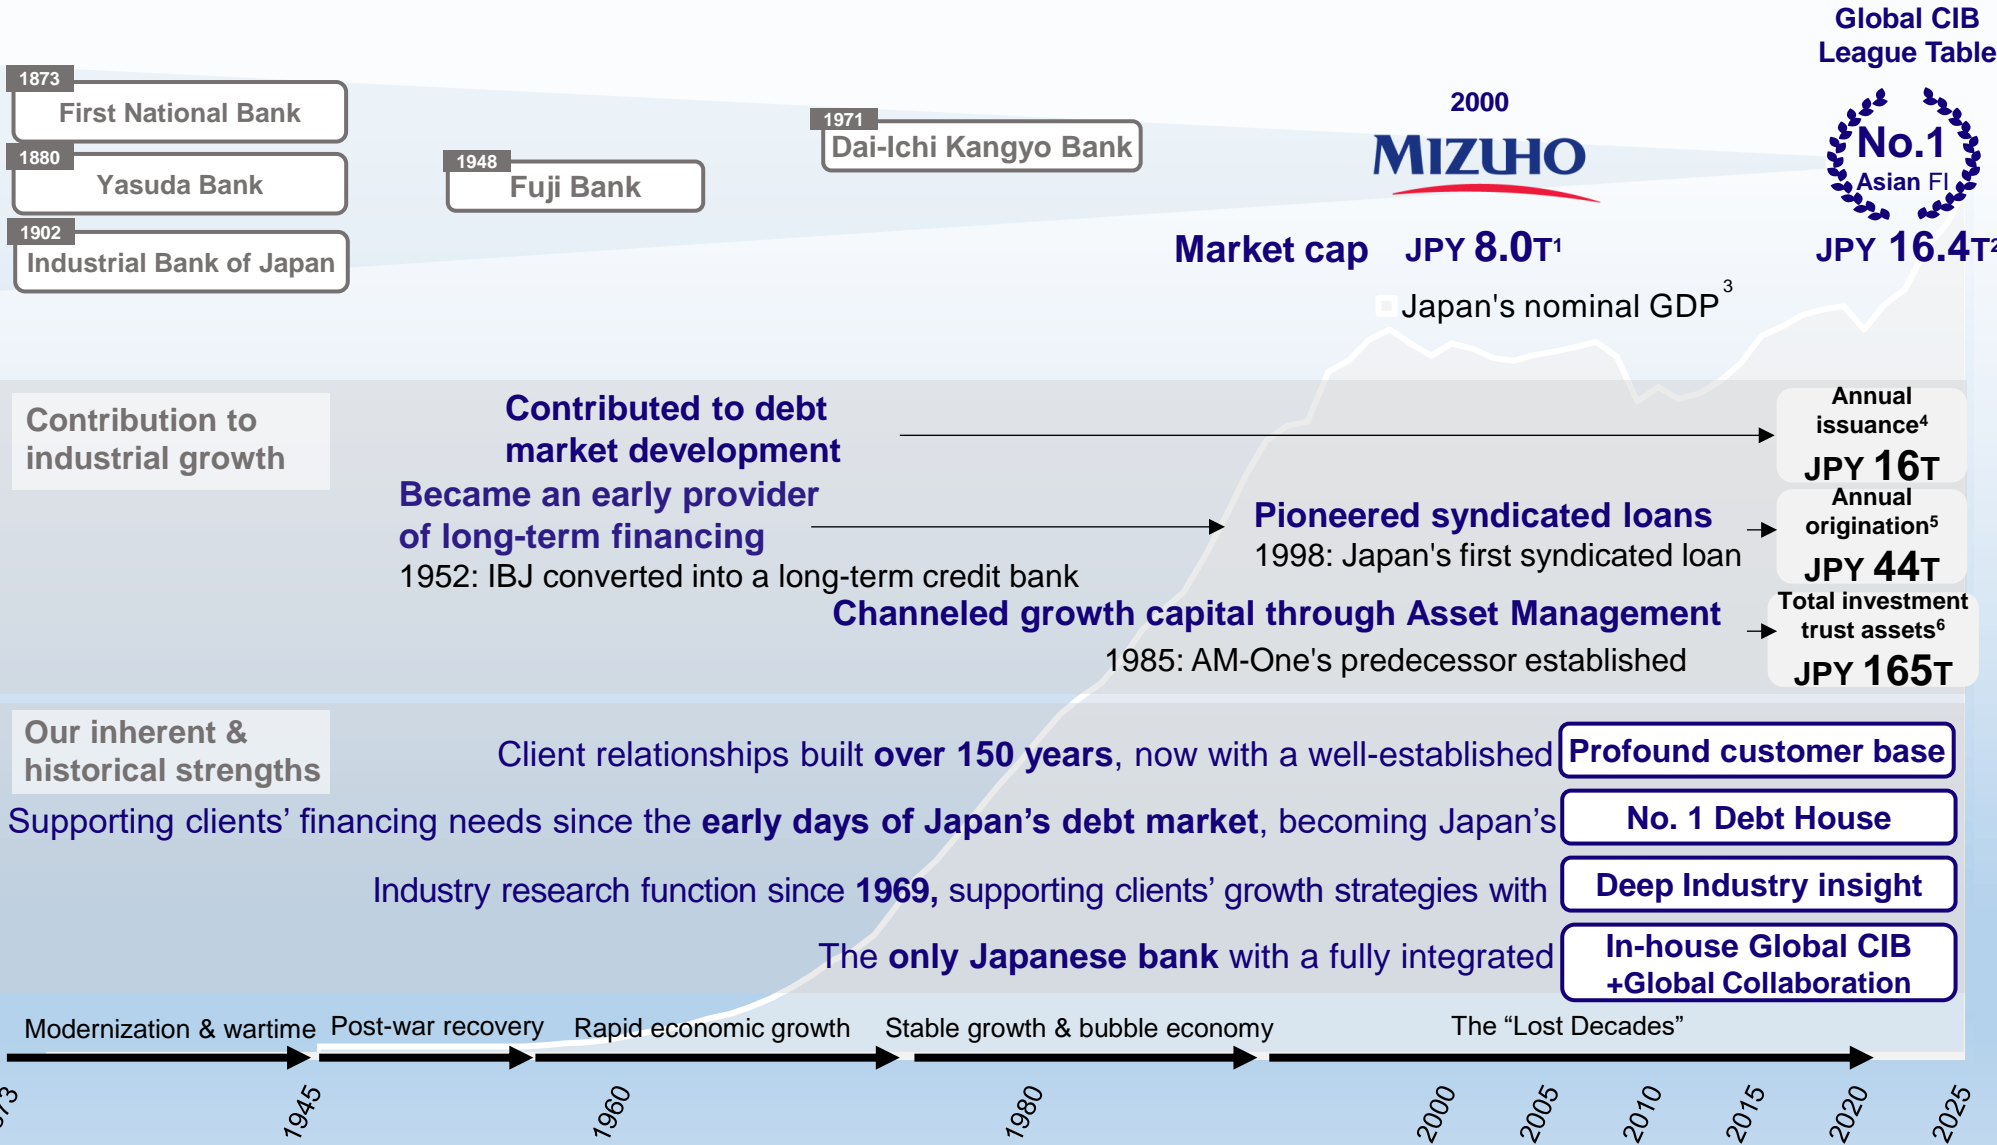 Global CIB
League Table
1873
First National Bank
1880
Yasuda Bank
1902
Industrial Bank of Japan
1948
Fuji Bank
1971
Dai-Ichi Kangyo Bank
2000
MIZUHO
No.1
Asian FI
Market cap JPY 8.0T¹
JPY 16.4T²
Japan's nominal GDP³
Contribution to
industrial growth
Contributed to debt
market development
Annual
issuance⁴
JPY 16T
Became an early provider
of long-term financing
1952: IBJ converted into a long-term credit bank
Pioneered syndicated loans
1998: Japan's first syndicated loan
Annual
origination⁵
JPY 44T
Channeled growth capital through Asset Management
1985: AM-One's predecessor established
Total investment
trust assets⁶
JPY 165T
Our inherent &
historical strengths
Client relationships built over 150 years, now with a well-established Profound customer base
Supporting clients’ financing needs since the early days of Japan’s debt market, becoming Japan’s No. 1 Debt House
Industry research function since 1969, supporting clients’ growth strategies with Deep Industry insight
The only Japanese bank with a fully integrated In-house Global CIB
+Global Collaboration
Modernization & wartime Post-war recovery Rapid economic growth Stable growth & bubble economy The “Lost Decades”
73 1945 1960 1980 2000 2005 2010 2015 2020 2025